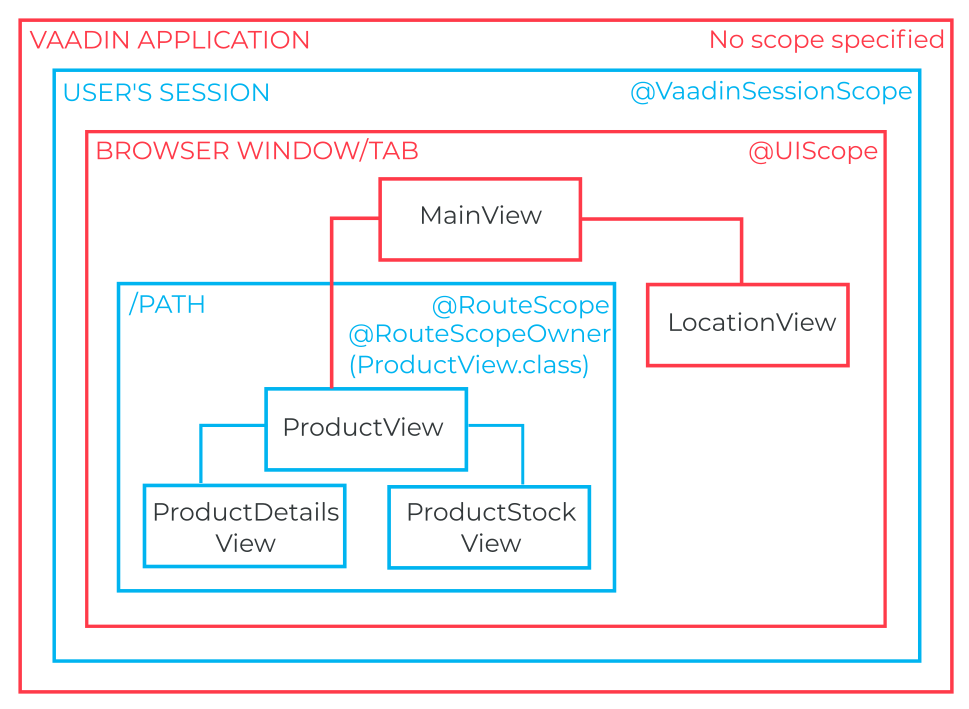 VAADIN APPLICATION
No scope specified
USER'S SESSION
@VaadinSessionScope
BROWSER WINDOW/TAB
@UIScope
MainView
/PATH
@RouteScope
@RouteScopeOwner
(ProductView.class)
LocationView
ProductView
ProductDetails
View
ProductStock
View